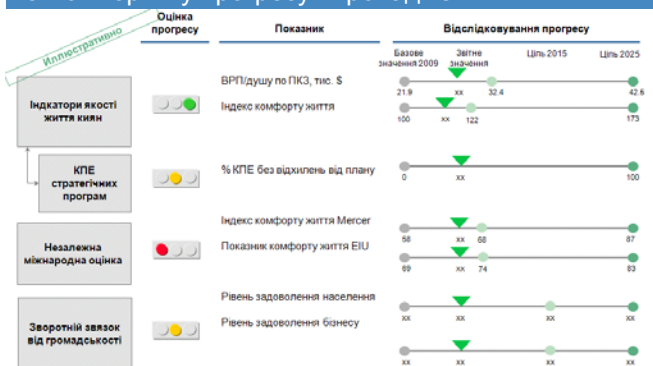 Оцінка
прогресу
Показник
Відслідковування прогресу
Иллюстративно
Базове
значення 2009
Звітне
значення
Ціль 2015
Ціль 2025
Індкатори якості
життя киян
ВРП/душу по ПКЗ, тис. $
21.9 xx 32.4 42.6
Індекс комфорту життя
100 xx 122 173
КПЕ
стратегічних
програм
% КПЕ без відхилень від плану
0 xx 100
Незалежна
міжнародна оцінка
Індекс комфорту життя Mercer
58 xx 68 87
Показник комфорту життя EIU
69 xx 74 83
Зворотній звязок
від громадськості
Рівень задоволення населення
xx xx xx xx
Рівень задоволення бізнесу
xx xx xx xx